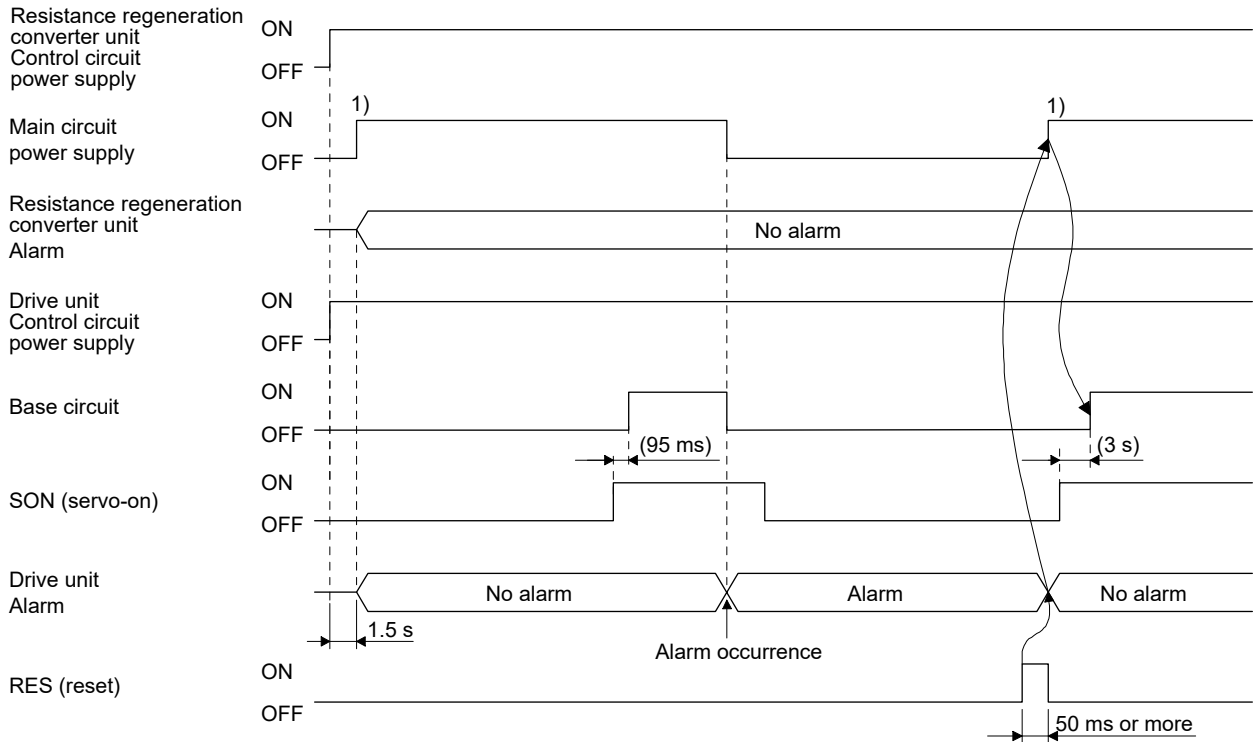 Resistance regeneration
converter unit
Control circuit
power supply
ON
OFF
Main circuit
power supply
ON
OFF
1)
1)
Resistance regeneration
converter unit
Alarm
No alarm
Drive unit
Control circuit
power supply
ON
OFF
Base circuit
ON
OFF
(95 ms)
(3 s)
SON (servo-on)
ON
OFF
Drive unit
Alarm
No alarm
Alarm
No alarm
1.5 s
Alarm occurrence
RES (reset)
ON
OFF
50 ms or more